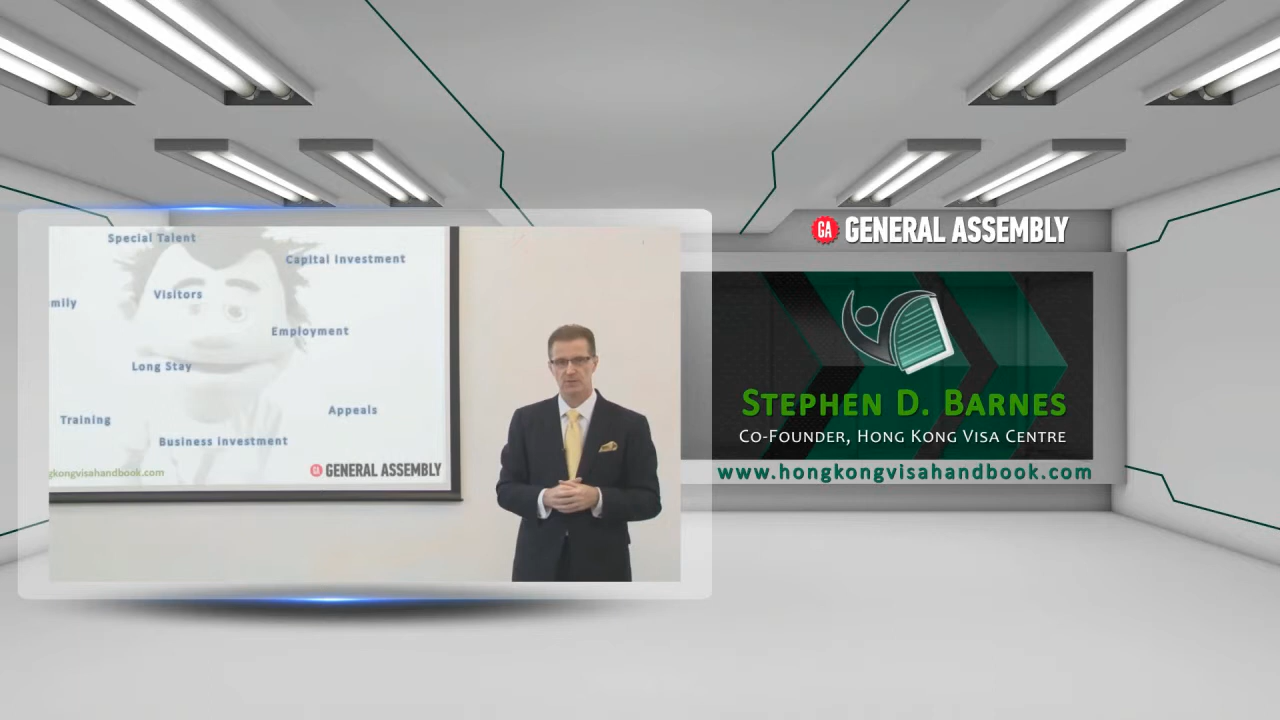 Special Talent
Capital Investment
mily
Visitors
Employment
Long Stay
Training
Appeals
Business Investment
gkongvisahandbook.com
GA GENERAL ASSEMBLY
GA GENERAL ASSEMBLY
STEPHEN D. BARNES
CO-FOUNDER, HONG KONG VISA CENTRE
www.hongkongvisahandbook.com